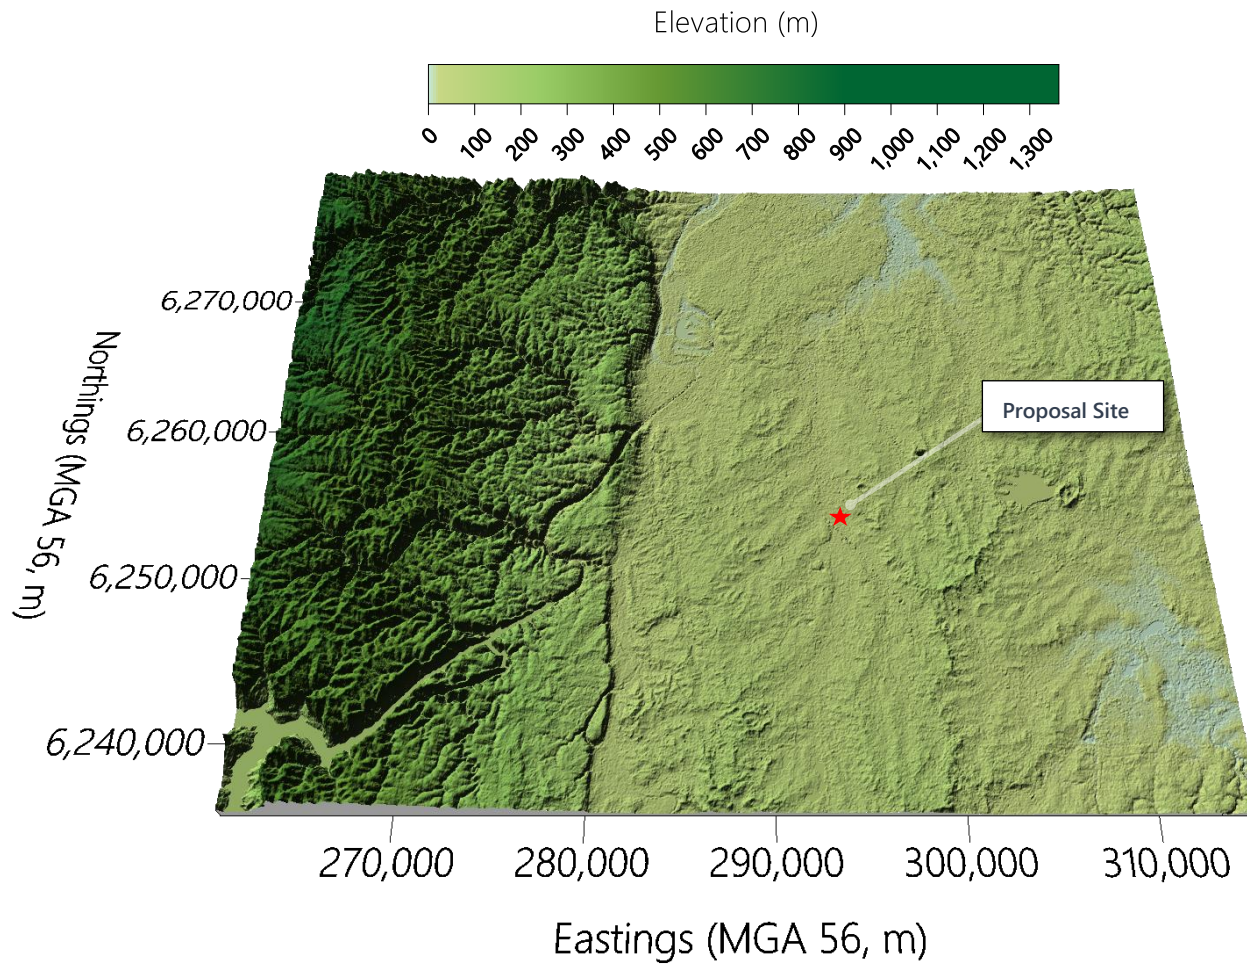 Elevation (m)
0 100 200 300 400 500 600 700 800 900 1,000 1,100 1,200 1,300
6,270,000
Northings (MGA 56, m)
6,260,000
Proposal Site
6,250,000
6,240,000
270,000 280,000 290,000 300,000 310,000
Eastings (MGA 56, m)